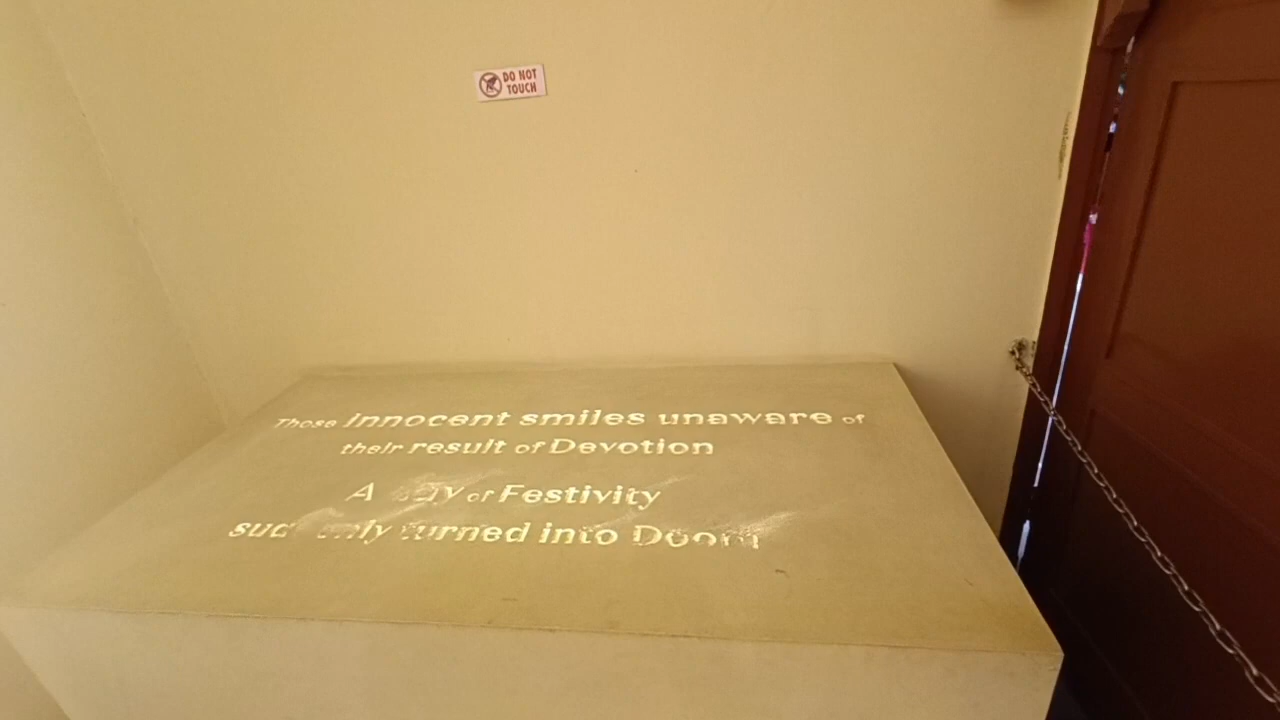 DO NOT
TOUCH
Those innocent smiles unaware of
their result of Devotion
A of Festivity
turned into Doom